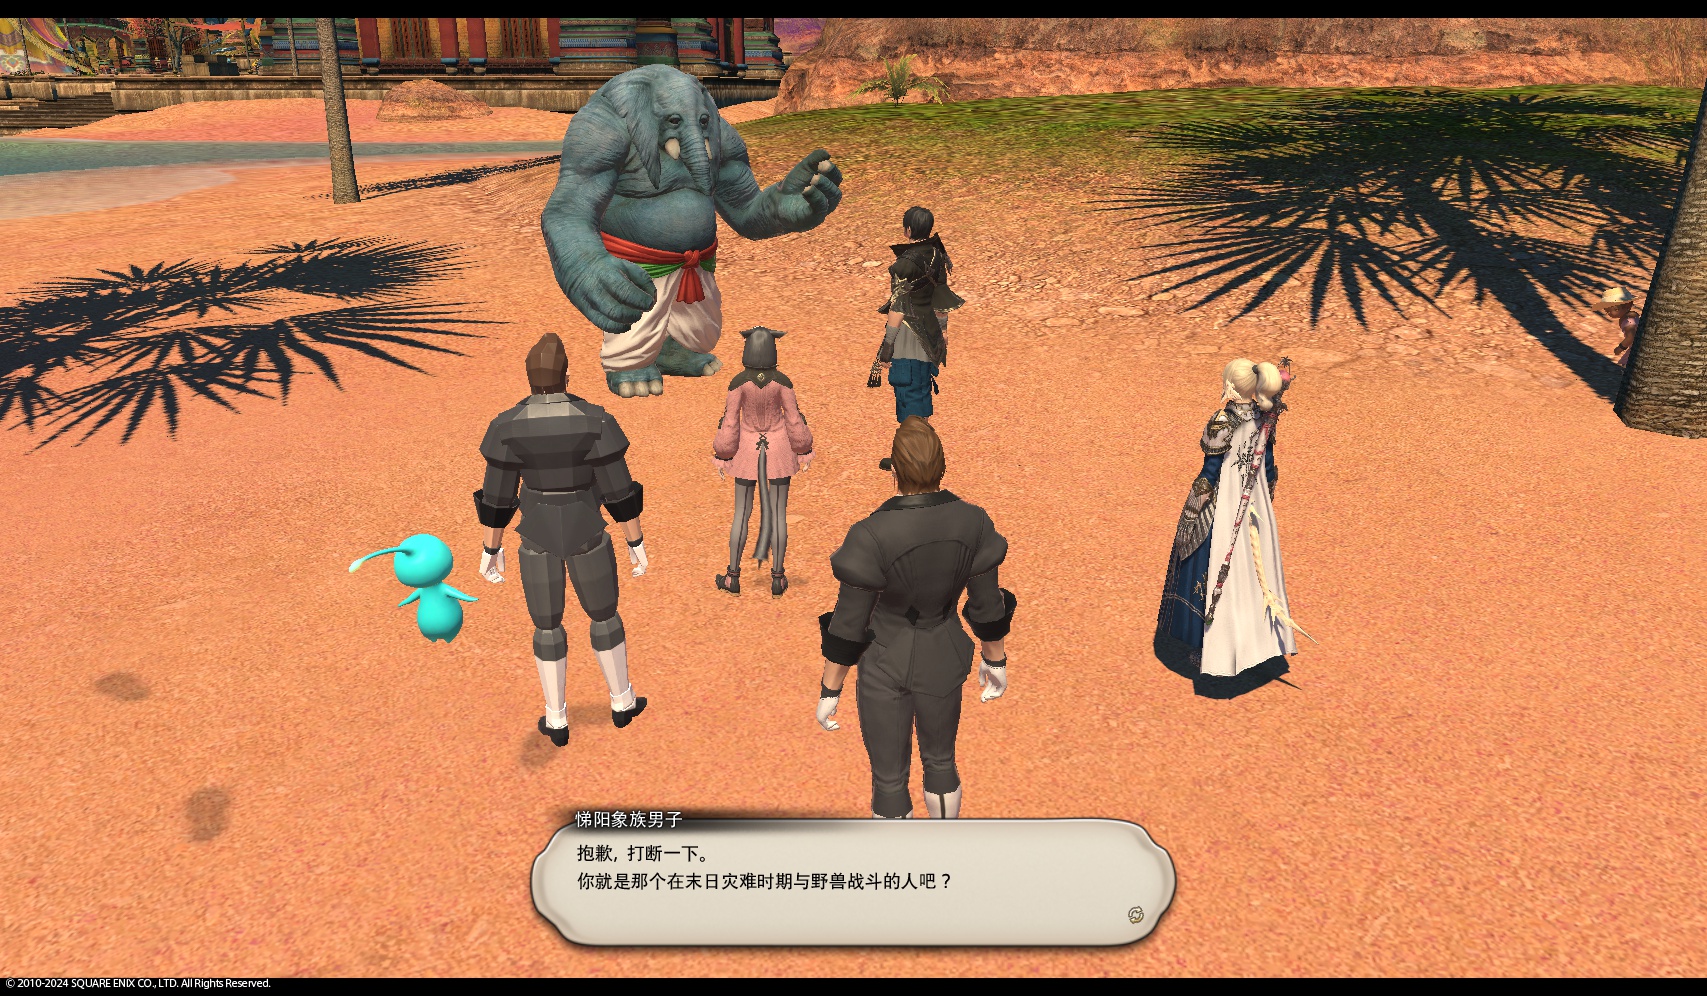 悌阳象族男子
抱歉，打断一下。
你就是那个在末日灾难时期与野兽战斗的人吧？
© 2010-2024 SQUARE ENIX CO., LTD. All Rights Reserved.